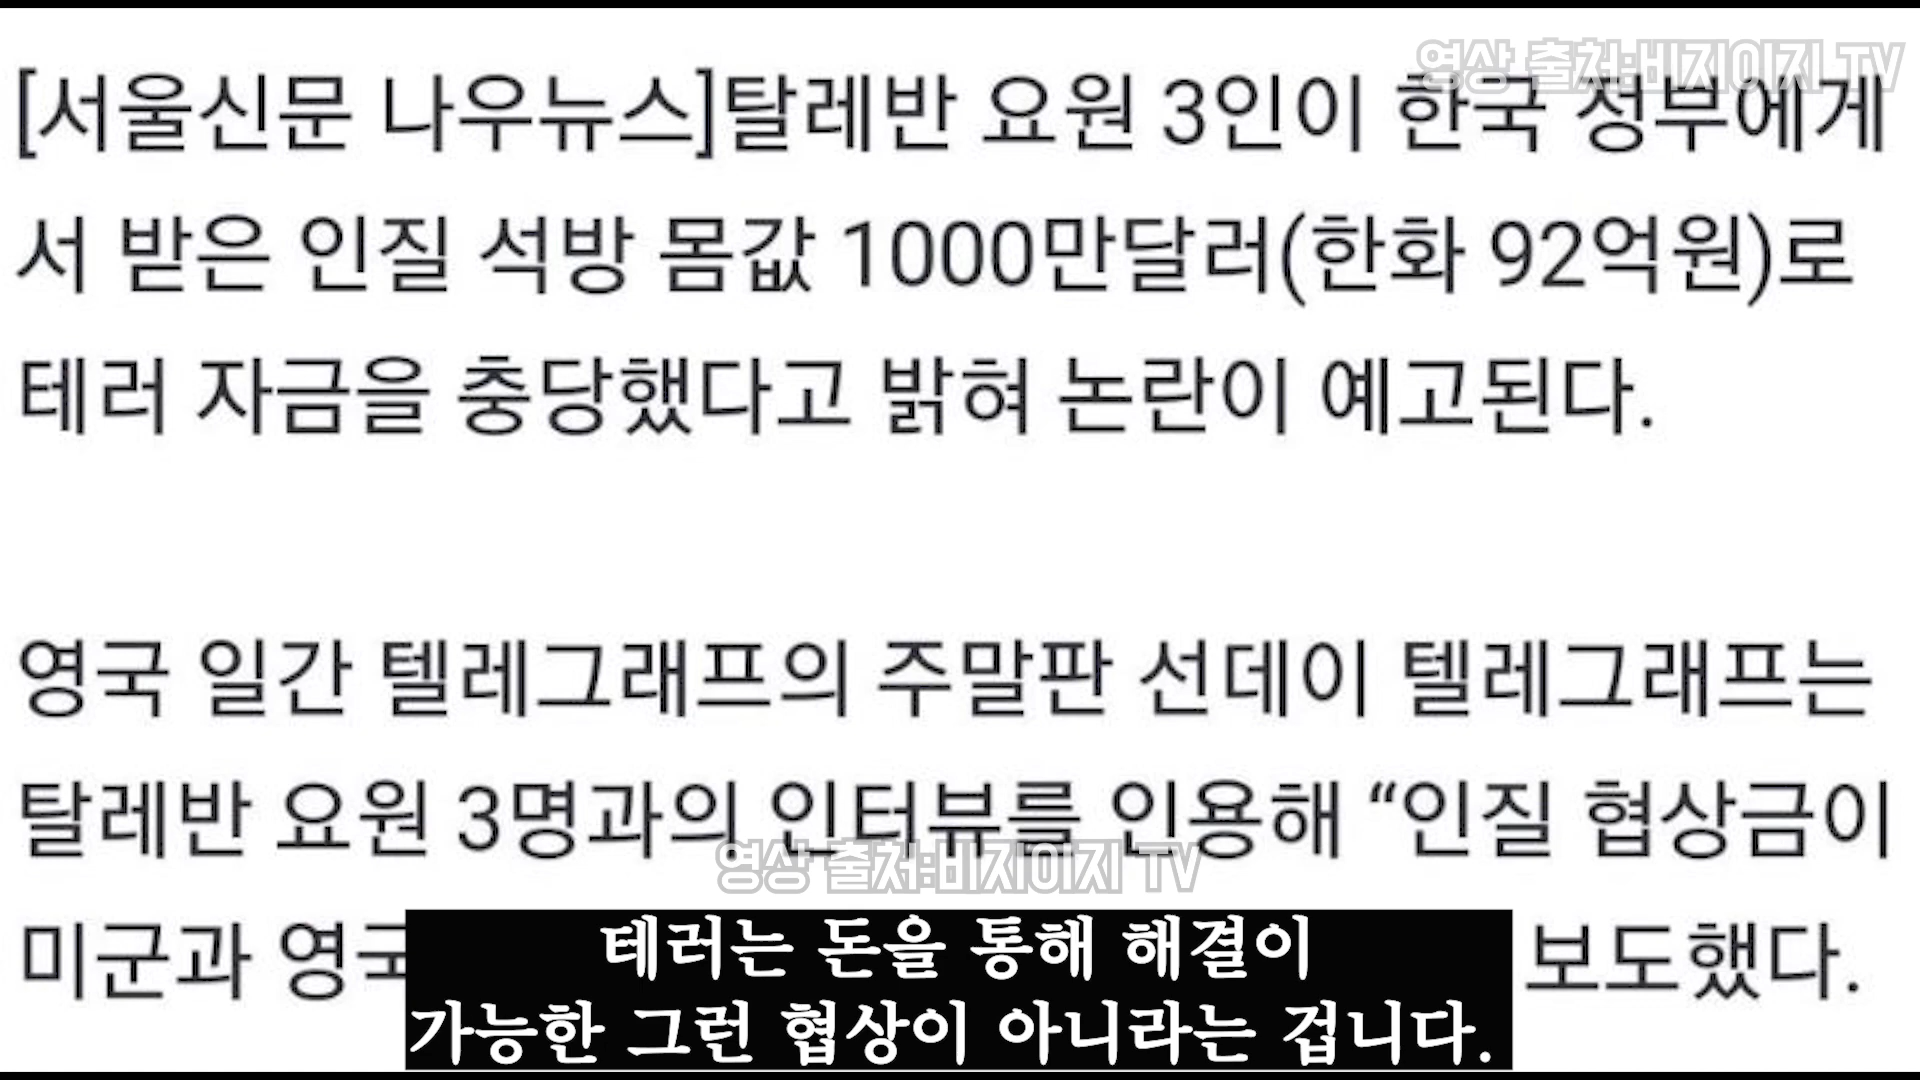 영상 출처:비지이지 TV
[서울신문 나우뉴스]탈레반 요원 3인이 한국 정부에게
서 받은 인질 석방 몸값 1000만달러(한화 92억원)로
테러 자금을 충당했다고 밝혀 논란이 예고된다.
영국 일간 텔레그래프의 주말판 선데이 텔레그래프는
탈레반 요원 3명과의 인터뷰를 인용해 “인질 협상금이
영상 출처:비지이지 TV
미군과 영국 보도했다.
테러는 돈을 통해 해결이
가능한 그런 협상이 아니라는 겁니다.